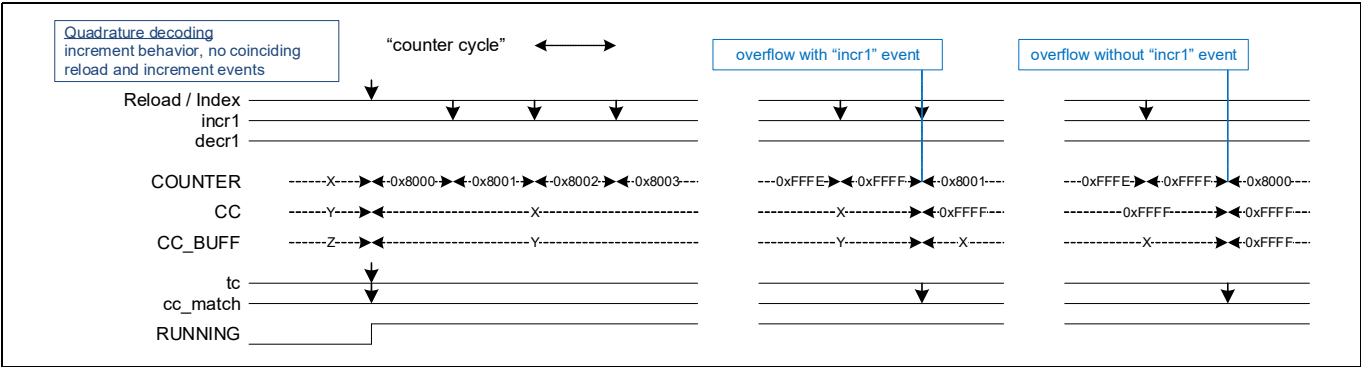 Quadrature decoding
increment behavior, no coinciding
reload and increment events
“counter cycle”
overflow with “incr1” event
overflow without “incr1” event
Reload / Index
incr1
decr1
COUNTER X 0x8000 0x8001 0x8002 0x8003 0xFFFE 0xFFFF 0x8001 0xFFFE 0xFFFF 0x8000
CC Y X X 0xFFFF 0xFFFF 0xFFFF
CC_BUFF Z Y Y X X 0xFFFF
tc
cc_match
RUNNING